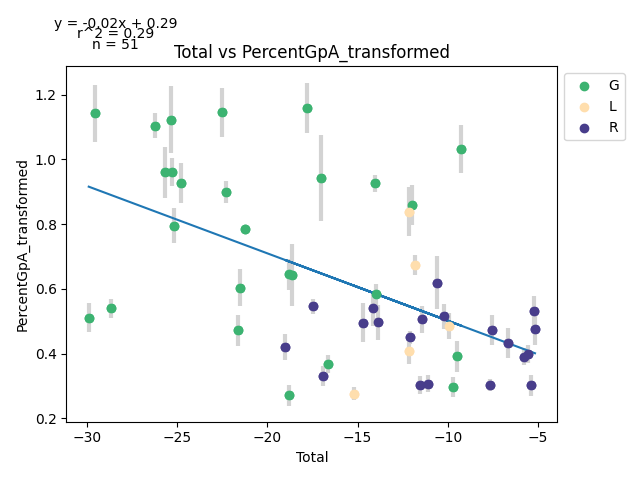 y = -0.02x + 0.29
r^2 = 0.29
n = 51
Total vs PercentGpA_transformed
G
L
R
PercentGpA_transformed
1.2
1.0
0.8
0.6
0.4
0.2
−30
−25
−20
−15
−10
−5
Total